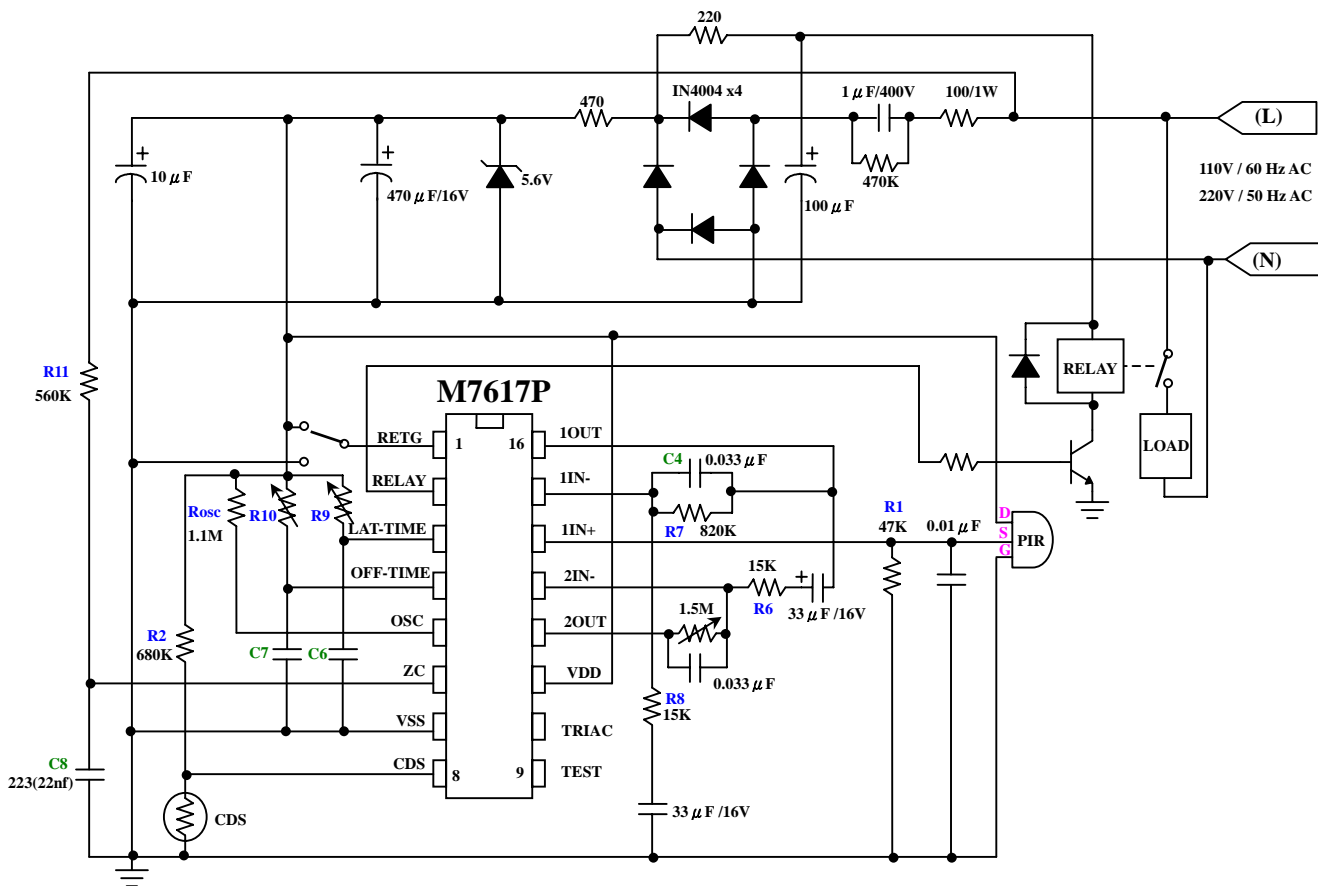 220
IN4004 x4
1 μF/400V
100/1W
470
(L)
10 μF
470 μF/16V
5.6V
100 μF
470K
110V / 60 Hz AC
220V / 50 Hz AC
(N)
R11
560K
RELAY
LOAD
M7617P
RETG
1
16
1OUT
C4
0.033 μF
RELAY
1IN-
R7
820K
Rosc
1.1M
R10
R9
LAT-TIME
1IN+
R1
47K
0.01 μF
D
S
G
PIR
OFF-TIME
2IN-
15K
R6
33 μF /16V
OSC
2OUT
1.5M
0.033 μF
R2
680K
C7
C6
ZC
VDD
R8
15K
VSS
TRIAC
C8
223(22nf)
CDS
8
9
TEST
CDS
33 μF /16V